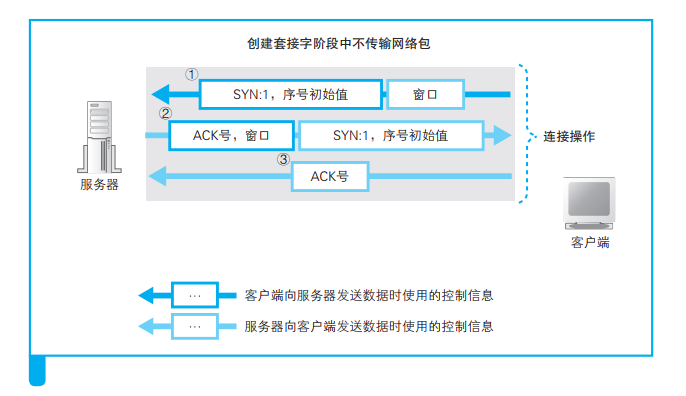 创建套接字阶段中不传输网络包
①
SYN:1，序号初始值
窗口
②
ACK号，窗口
SYN:1，序号初始值
连接操作
③
ACK号
服务器
客户端
… 客户端向服务器发送数据时使用的控制信息
… 服务器向客户端发送数据时使用的控制信息